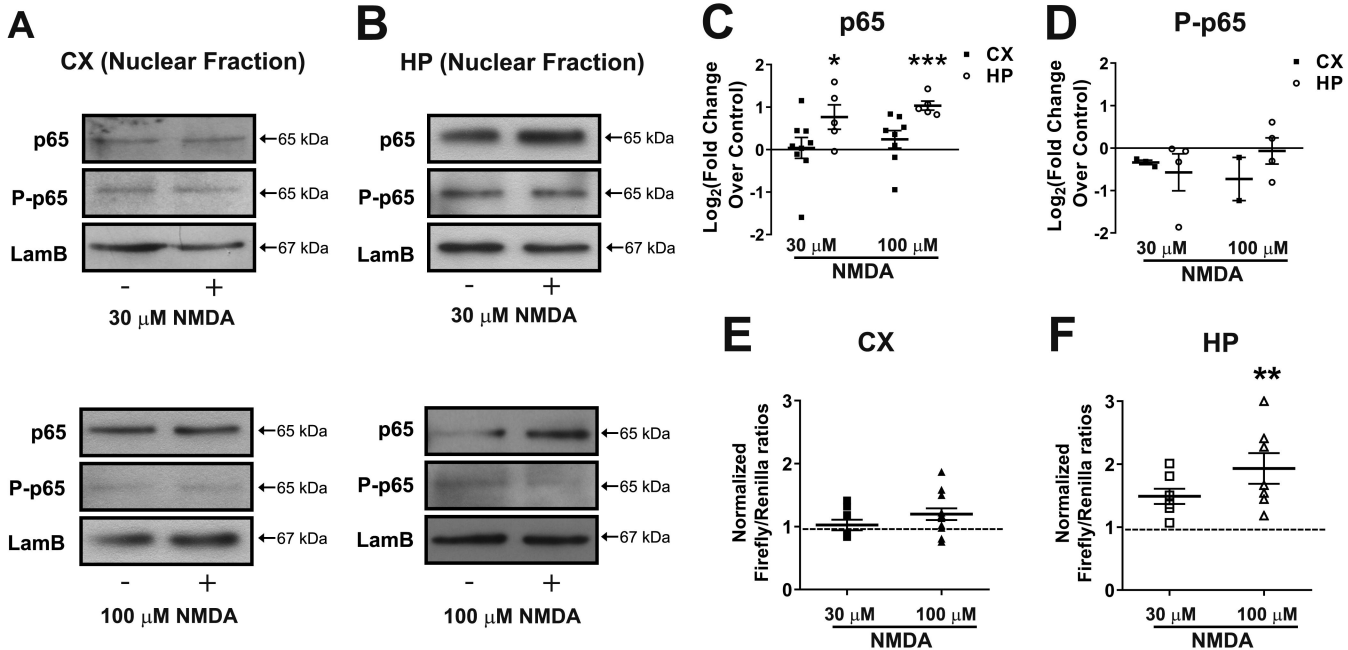 A
CX (Nuclear Fraction)
p65
←65 kDa
P-p65
←65 kDa
LamB
←67 kDa
- +
30 μM NMDA
p65
←65 kDa
P-p65
←65 kDa
LamB
←67 kDa
- +
100 μM NMDA
B
HP (Nuclear Fraction)
p65
←65 kDa
P-p65
←65 kDa
LamB
←67 kDa
- +
30 μM NMDA
p65
←65 kDa
P-p65
←65 kDa
LamB
←67 kDa
- +
100 μM NMDA
C
p65
CX
HP
Log₂(Fold Change
Over Control)
2
1
0
-1
-2
* ***
30 μM 100 μM
NMDA
D
P-p65
CX
HP
Log₂(Fold Change
Over Control)
2
1
0
-1
-2
30 μM 100 μM
NMDA
E
CX
Normalized
Firefly/Renilla ratios
3
2
1
0
30 μM 100 μM
NMDA
F
HP
**
Normalized
Firefly/Renilla ratios
3
2
1
0
30 μM 100 μM
NMDA